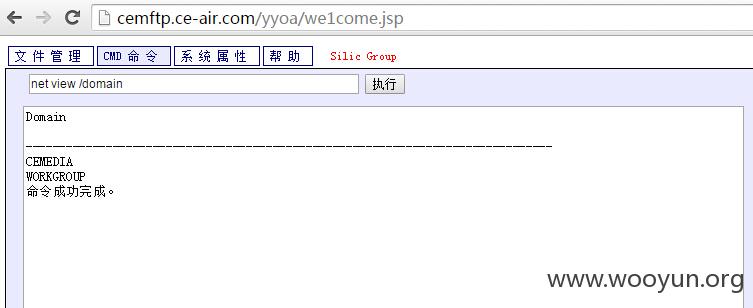 cemftp.ce-air.com/yyoa/we1come.jsp
文件管理 CMD命令 系统属性 帮助 Silic Group
net view /domain 执行
Domain
-------------------------------------------------------------------------------
CEMEDIA
WORKGROUP
命令成功完成。
www.wooyun.org